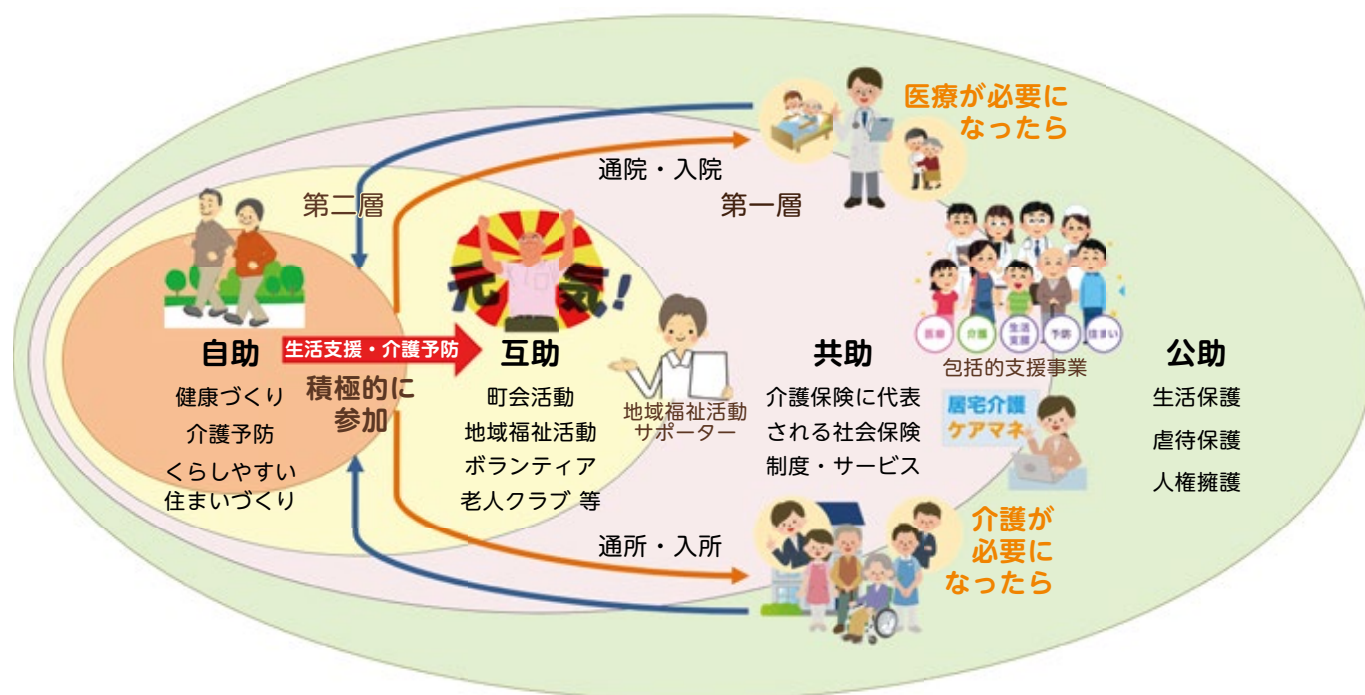 医療が必要に
なったら
通院・入院
第二層
第一層
元気！
医療
介護
生活
支援
予防
住まい
包括的支援事業
自助
健康づくり
介護予防
くらしやすい
住まいづくり
生活支援・介護予防
積極的に
参加
互助
町会活動
地域福祉活動
ボランティア
老人クラブ 等
地域福祉活動
サポーター
共助
介護保険に代表
される社会保険
制度・サービス
居宅介護
ケアマネ
公助
生活保護
虐待保護
人権擁護
通所・入所
介護が
必要に
なったら